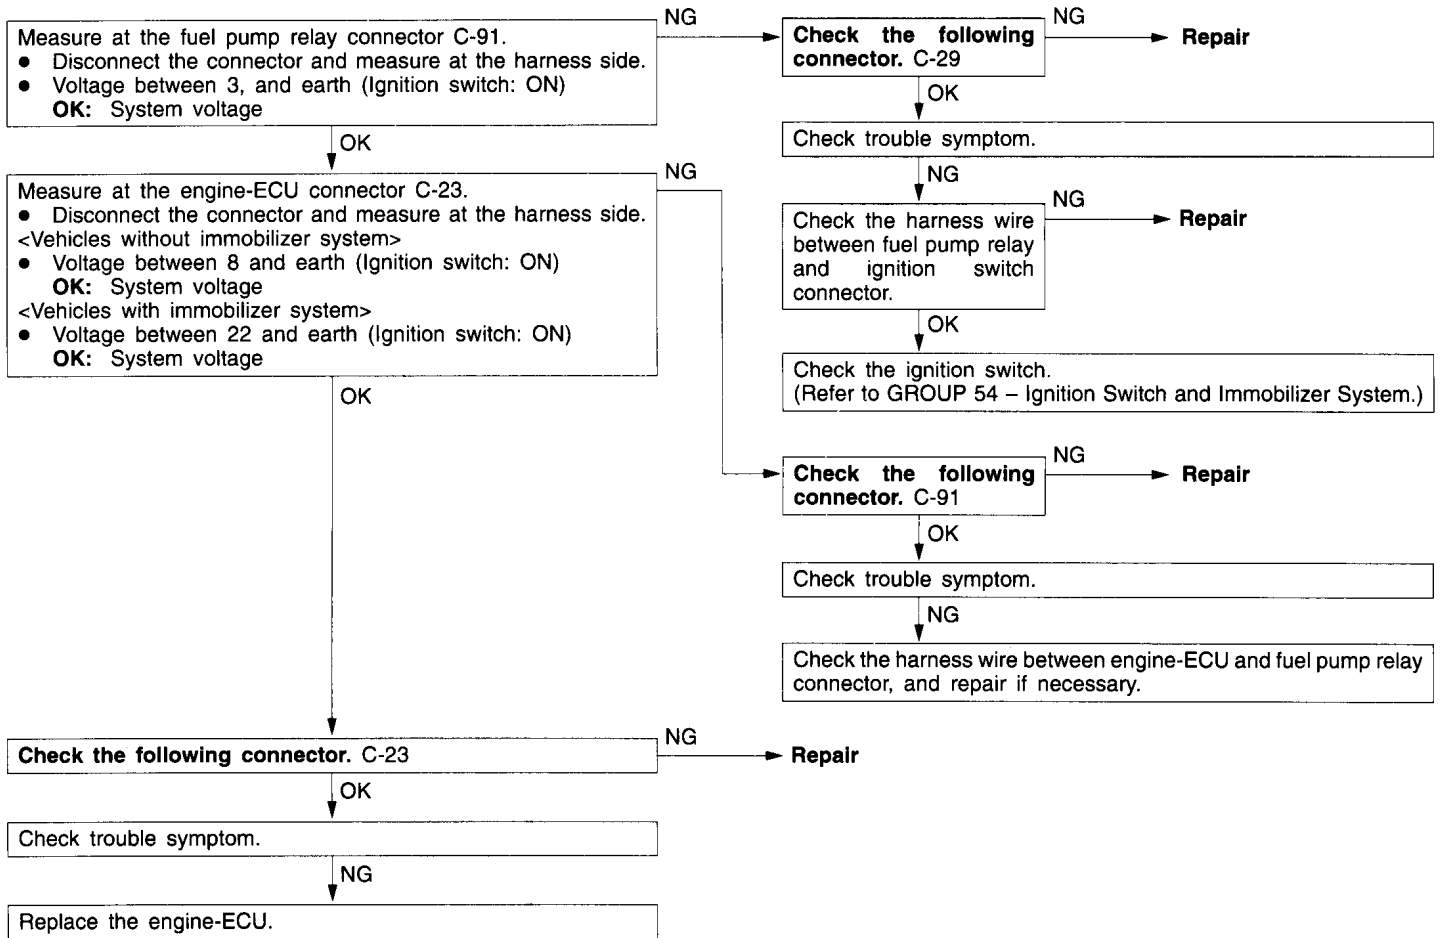 Measure at the fuel pump relay connector C-91.
● Disconnect the connector and measure at the harness side.
● Voltage between 3, and earth (Ignition switch: ON)
OK: System voltage
NG
Check the following
connector. C-29
NG
Repair
OK
Check trouble symptom.
NG
Check the harness wire
between fuel pump relay
and ignition switch
connector.
NG
Repair
OK
Check the ignition switch.
(Refer to GROUP 54 – Ignition Switch and Immobilizer System.)
OK
Measure at the engine-ECU connector C-23.
● Disconnect the connector and measure at the harness side.
<Vehicles without immobilizer system>
● Voltage between 8 and earth (Ignition switch: ON)
OK: System voltage
<Vehicles with immobilizer system>
● Voltage between 22 and earth (Ignition switch: ON)
OK: System voltage
NG
Check the following
connector. C-91
NG
Repair
OK
Check trouble symptom.
NG
Check the harness wire between engine-ECU and fuel pump relay
connector, and repair if necessary.
OK
Check the following connector. C-23
NG
Repair
OK
Check trouble symptom.
NG
Replace the engine-ECU.